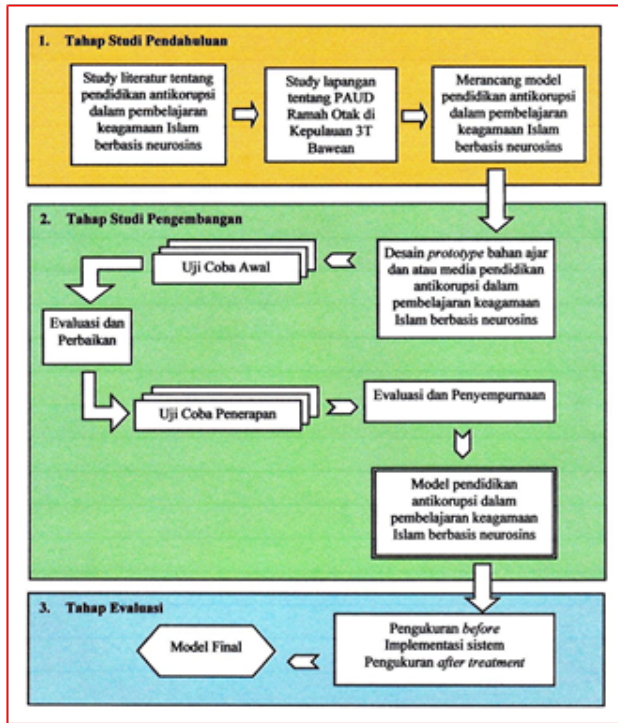 1. Tahap Studi Pendahuluan
Study literatur tentang
pendidikan antikorupsi
dalam pembelajaran
keagamaan Islam
berbasis neurosins
Study lapangan
tentang PAUD
Ramah Otak di
Kepulauan 3T
Bawean
Merancang model
pendidikan antikorupsi
dalam pembelajaran
keagamaan Islam
berbasis neurosins
2. Tahap Studi Pengembangan
Desain prototype bahan ajar
dan atau media pendidikan
antikorupsi dalam
pembelajaran keagamaan
Islam berbasis neurosins
Uji Coba Awal
Evaluasi dan
Perbaikan
Uji Coba Penerapan
Evaluasi dan Penyempurnaan
Model pendidikan
antikorupsi dalam
pembelajaran keagamaan
Islam berbasis neurosins
3. Tahap Evaluasi
Pengukuran before
Implementasi sistem
Pengukuran after treatment
Model Final